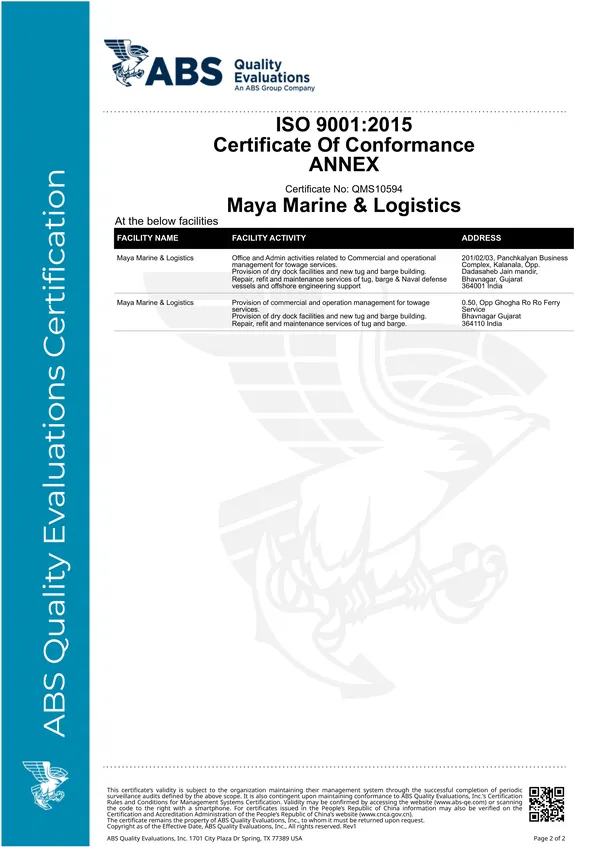 ABS Quality Evaluations Certification
ABS Quality
Evaluations
An ABS Group Company
ISO 9001:2015
Certificate Of Conformance
ANNEX
Certificate No: QMS10594
Maya Marine & Logistics
At the below facilities
FACILITY NAME FACILITY ACTIVITY ADDRESS
Maya Marine & Logistics
Office and Admin activities related to Commercial and operational
management for towage services.
Provision of dry dock facilities and new tug and barge building.
Repair, refit and maintenance services of tug, barge & Naval defense
vessels and offshore engineering support
201/02/03, Panchkalyan Business
Complex, Kalanala, Opp.
Dadasaheb Jain mandir,
Bhavnagar, Gujarat
364001 India
Maya Marine & Logistics
Provision of commercial and operation management for towage
services.
Provision of dry dock facilities and new tug and barge building.
Repair, refit and maintenance services of tug and barge.
0.50, Opp Ghogha Ro Ro Ferry
Service
Bhavnagar Gujarat
364110 India
This certificate's validity is subject to the organization maintaining their management system through the successful completion of periodic
surveillance audits defined by the above scope. It is also contingent upon maintaining conformance to ABS Quality Evaluations, Inc.'s Certification
Rules and Conditions for Management Systems Certification. Validity may be confirmed by accessing the website (www.abs-qe.com) or scanning
the code to the right with a smartphone. For certificates issued in the People's Republic of China information may also be verified on the
Certification and Accreditation Administration of the People's Republic of China's website (www.cnca.gov.cn).
The certificate remains the property of ABS Quality Evaluations, Inc., to whom it must be returned upon request.
Copyright as of the Effective Date, ABS Quality Evaluations, Inc., All rights reserved. Rev1
ABS Quality Evaluations, Inc. 1701 City Plaza Dr Spring, TX 77389 USA
Page 2 of 2